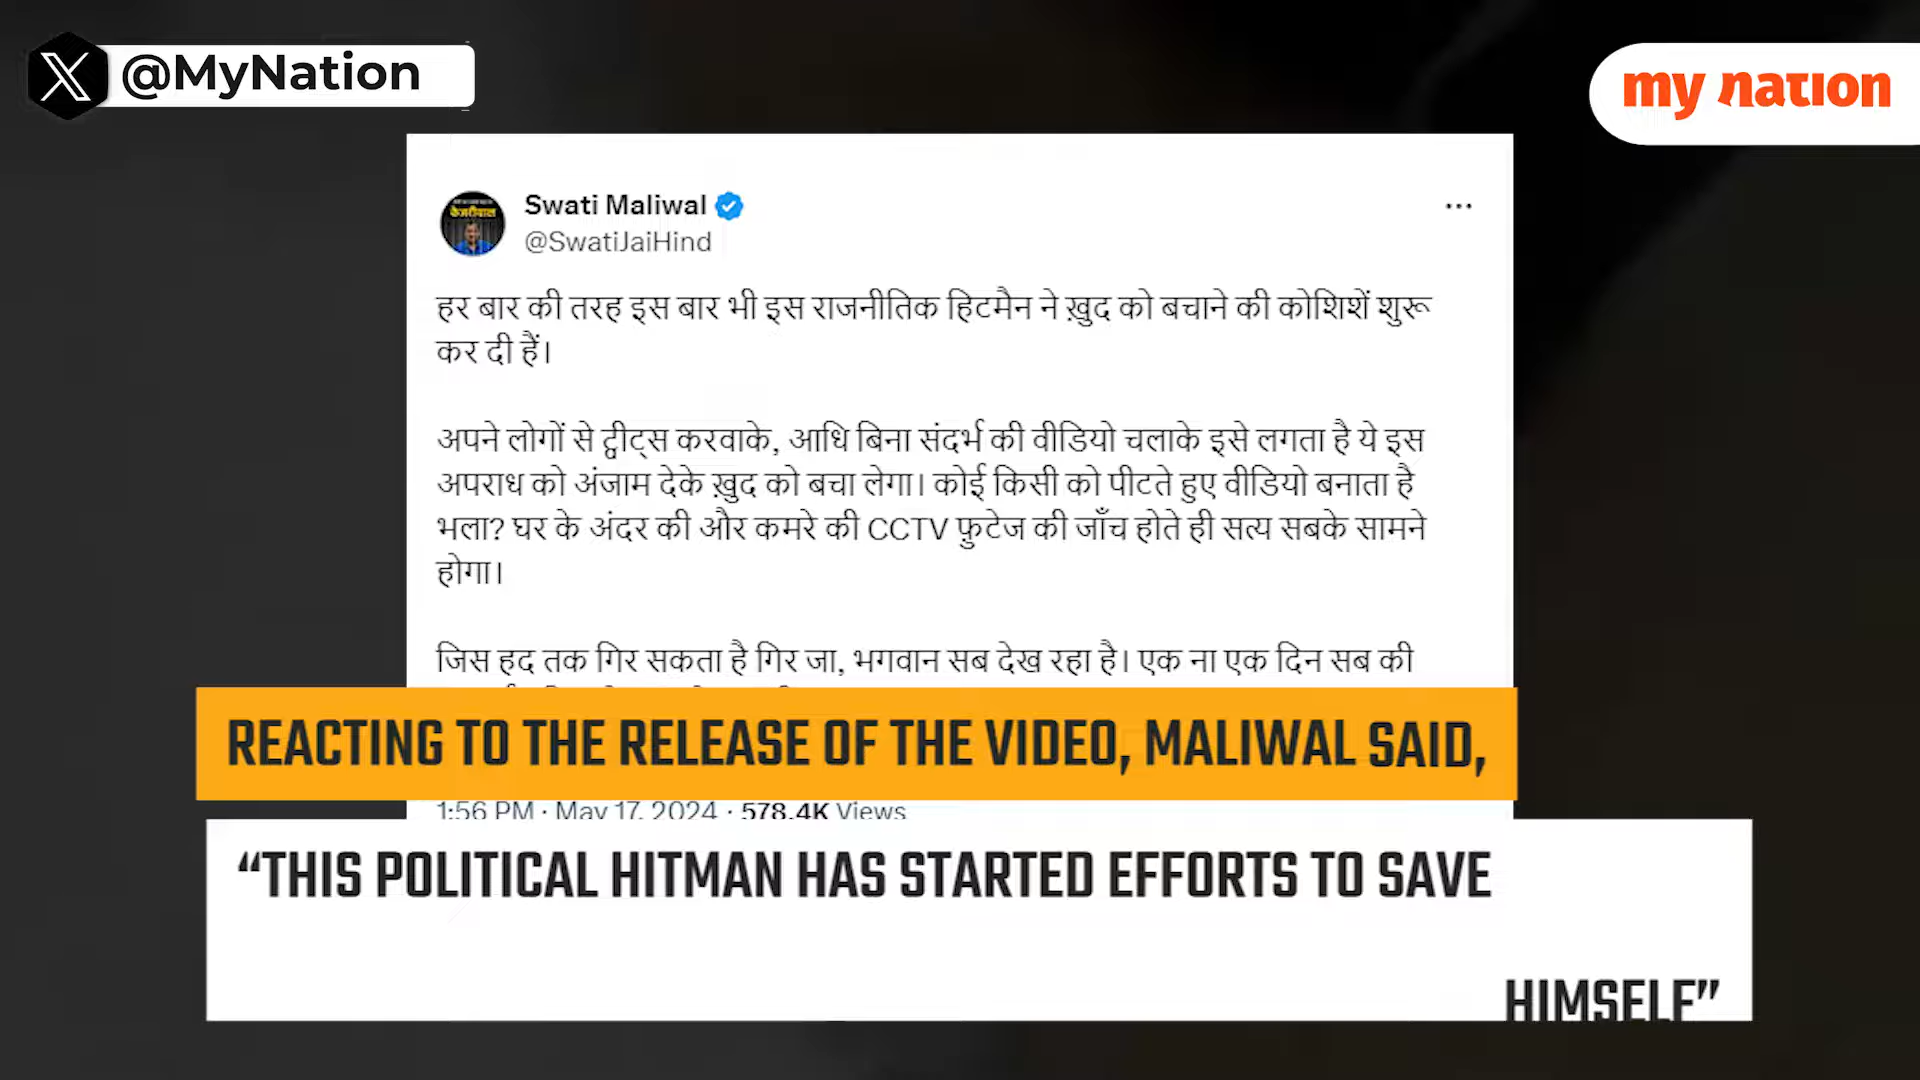 @MyNation
my nation
Swati Maliwal
@SwatiJaiHind
केजरीवाल
हर बार की तरह इस बार भी इस राजनीतिक हिटमैन ने ख़ुद को बचाने की कोशिशें शुरू
कर दी हैं।
अपने लोगों से ट्वीट्स करवाके, आधि बिना संदर्भ की वीडियो चलाके इसे लगता है ये इस
अपराध को अंजाम देके ख़ुद को बचा लेगा। कोई किसी को पीटते हुए वीडियो बनाता है
भला? घर के अंदर की और कमरे की CCTV फ़ुटेज की जाँच होते ही सत्य सबके सामने
होगा।
जिस हद तक गिर सकता है गिर जा, भगवान सब देख रहा है। एक ना एक दिन सब की
REACTING TO THE RELEASE OF THE VIDEO, MALIWAL SAID,
1:56 PM · May 17, 2024 · 578.4K Views
“THIS POLITICAL HITMAN HAS STARTED EFFORTS TO SAVE
HIMSELF”